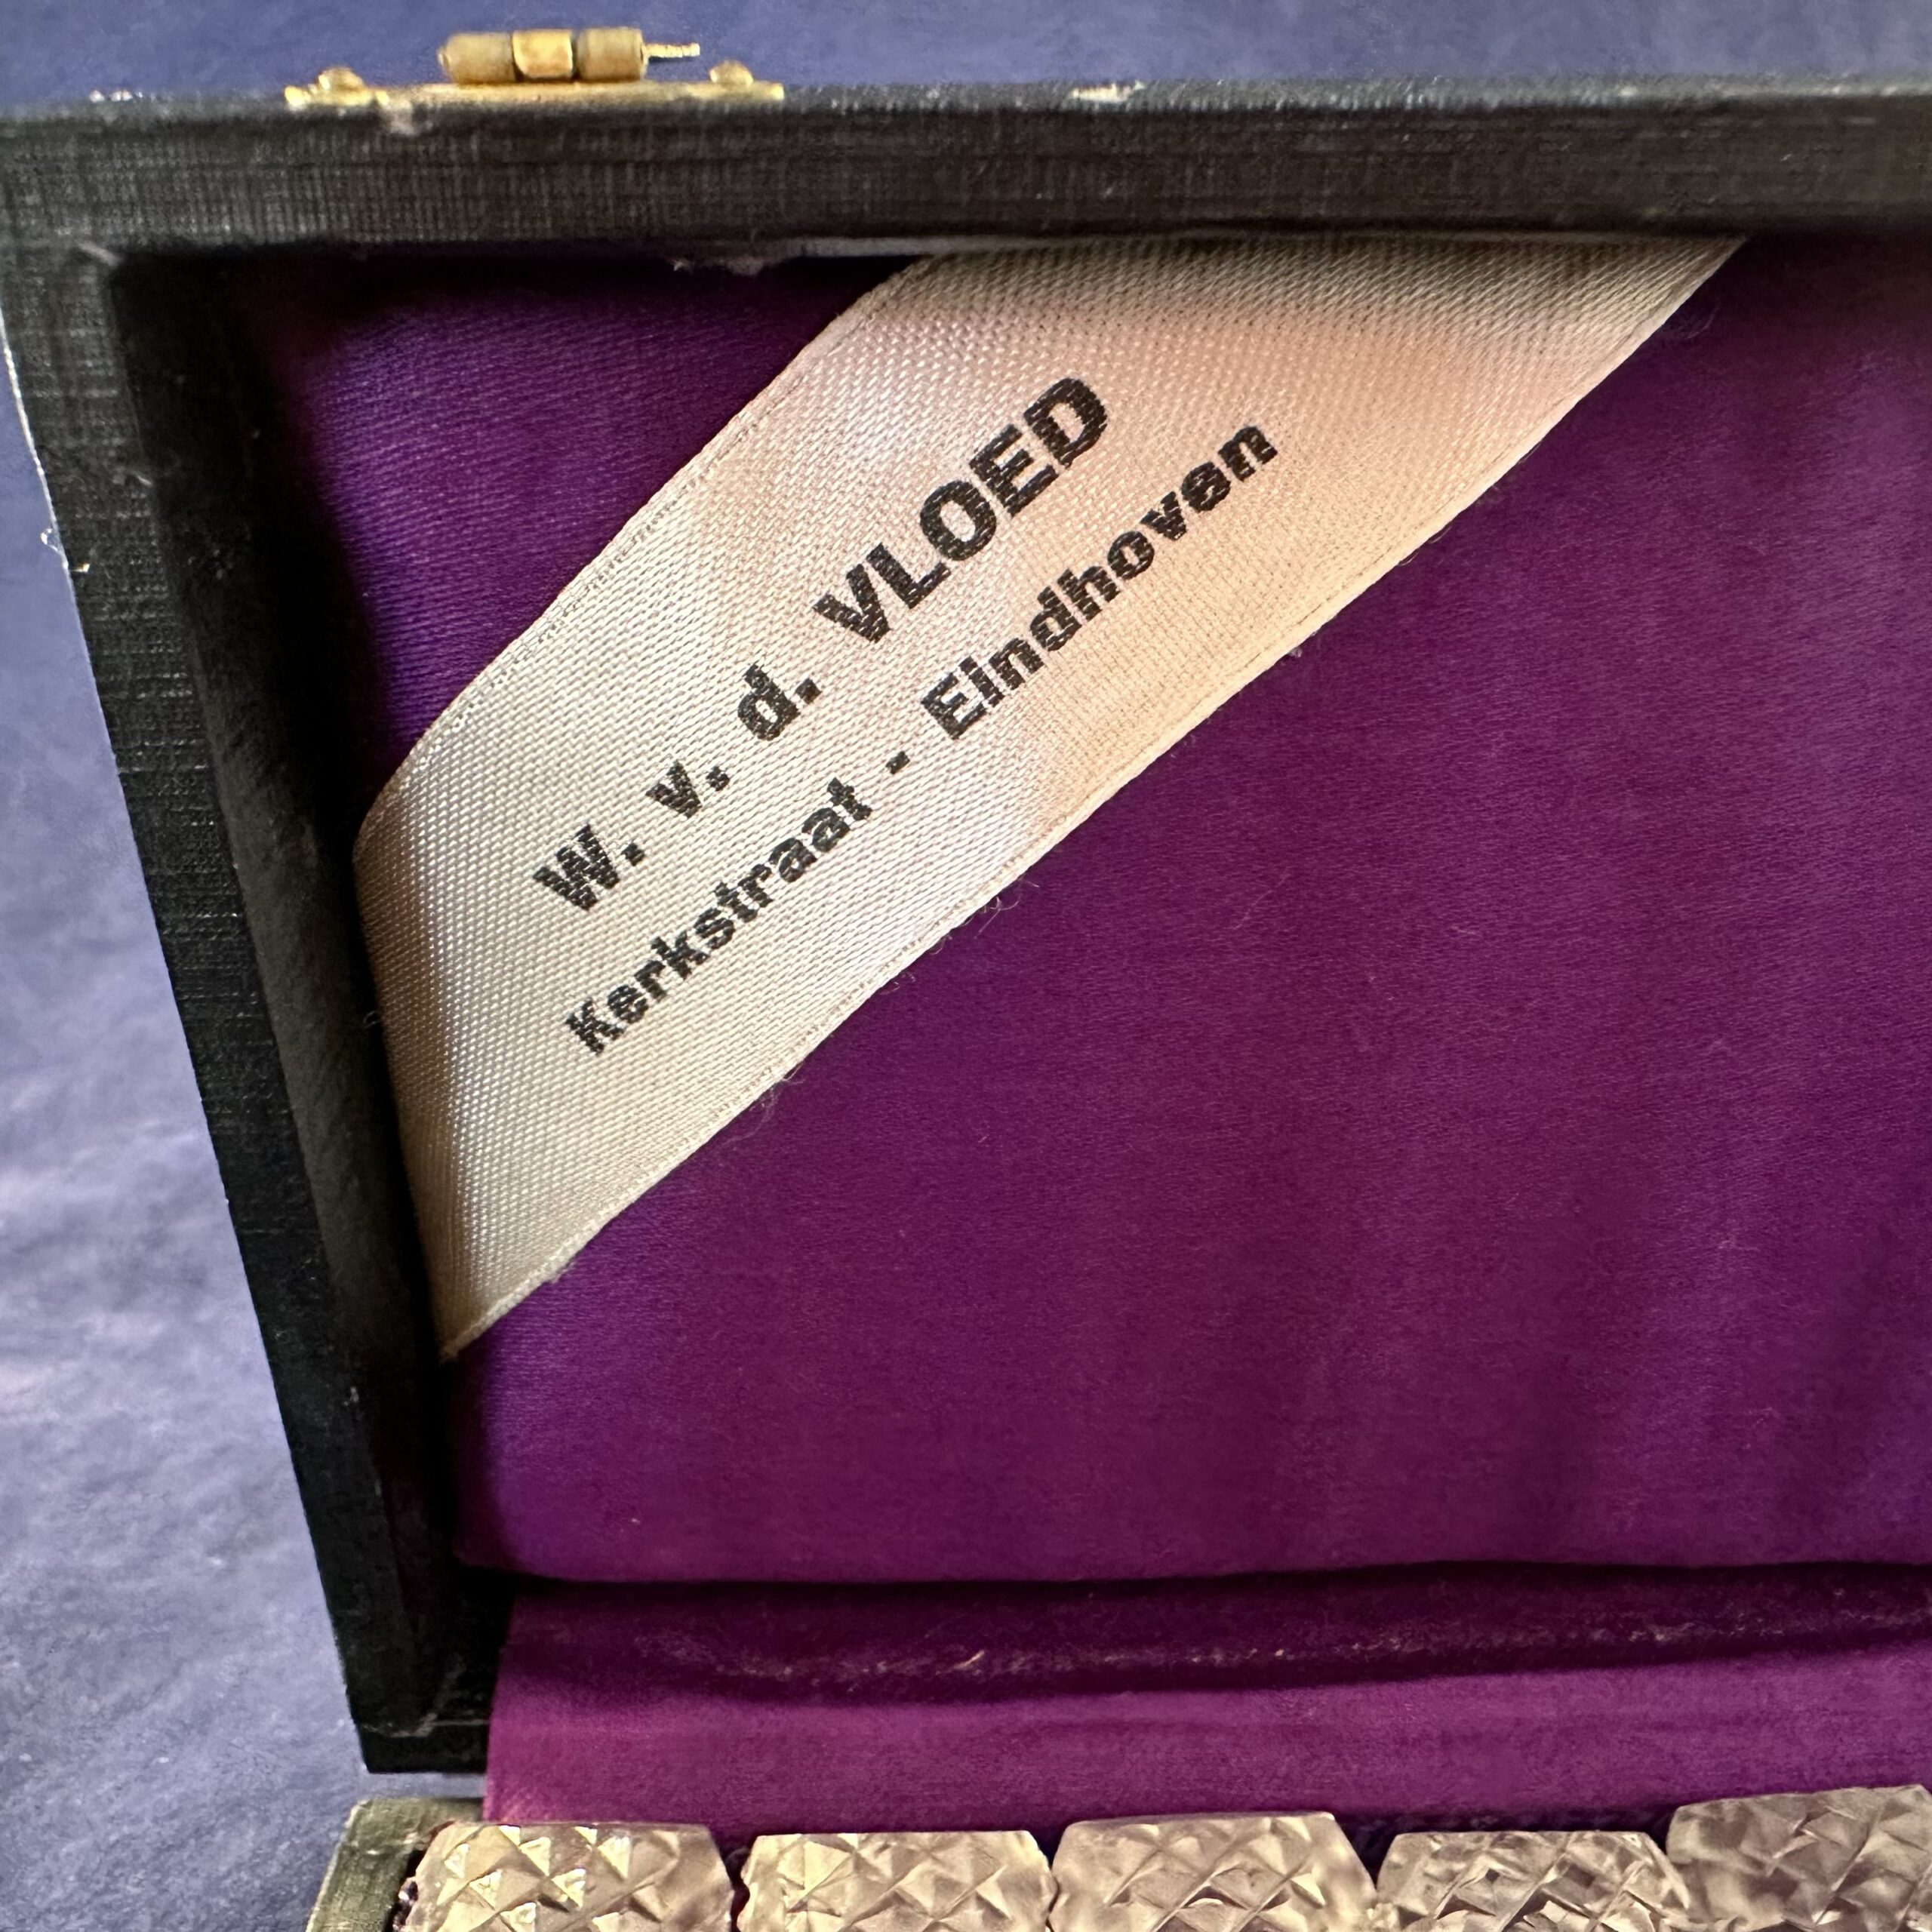 W. v. d. VLOED
Kerkstraat - Eindhoven